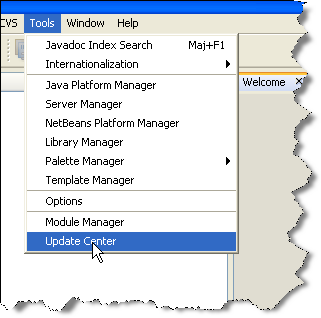 CVS Tools Window Help
Javadoc Index Search Maj+F1
Internationalization
Java Platform Manager
Server Manager
NetBeans Platform Manager
Library Manager
Palette Manager
Template Manager
Options
Module Manager
Update Center
Welcome